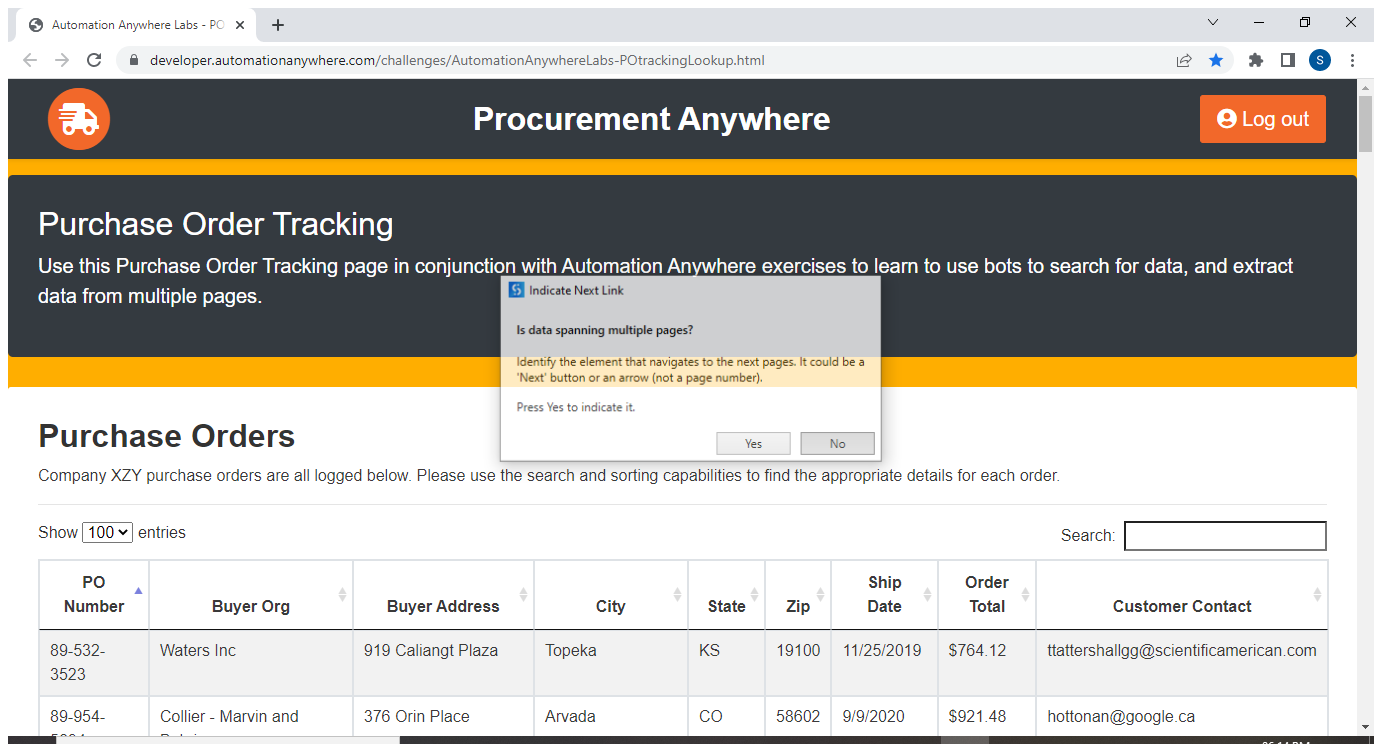 Automation Anywhere Labs - PO
developer.automationanywhere.com/challenges/AutomationAnywhereLabs-POtrackingLookup.html
S
Procurement Anywhere
Log out
Purchase Order Tracking
Use this Purchase Order Tracking page in conjunction with Automation Anywhere exercises to learn to use bots to search for data, and extract
data from multiple pages.
Indicate Next Link
Is data spanning multiple pages?
Identify the element that navigates to the next pages. It could be a
'Next' button or an arrow (not a page number).
Press Yes to indicate it.
Yes No
Purchase Orders
Company XZY purchase orders are all logged below. Please use the search and sorting capabilities to find the appropriate details for each order.
Show 100 entries
Search:
PO Number Buyer Org Buyer Address City State Zip Ship Date Order Total Customer Contact
89-532-3523 Waters Inc 919 Caliangt Plaza Topeka KS 19100 11/25/2019 $764.12 ttattershallgg@scientificamerican.com
89-954- Collier - Marvin and 376 Orin Place Arvada CO 58602 9/9/2020 $921.48 hottonan@google.ca